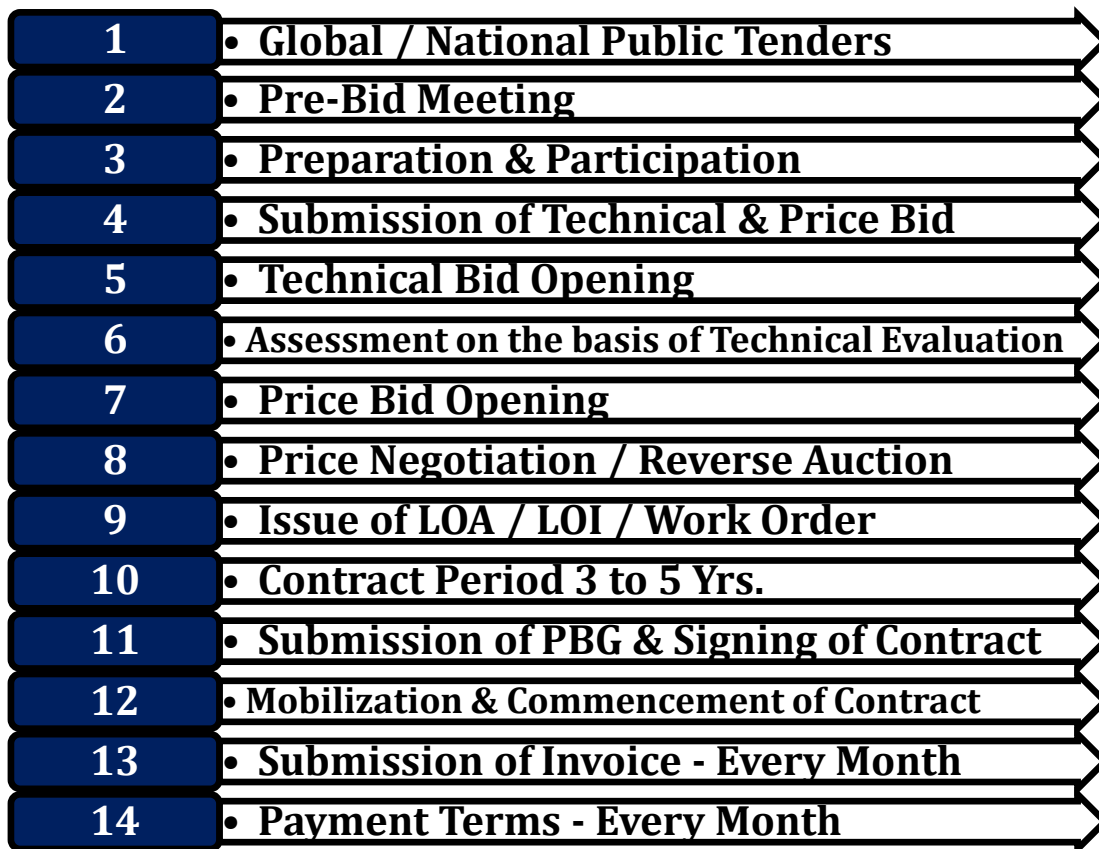 1 • Global / National Public Tenders
2 • Pre-Bid Meeting
3 • Preparation & Participation
4 • Submission of Technical & Price Bid
5 • Technical Bid Opening
6 • Assessment on the basis of Technical Evaluation
7 • Price Bid Opening
8 • Price Negotiation / Reverse Auction
9 • Issue of LOA / LOI / Work Order
10 • Contract Period 3 to 5 Yrs.
11 • Submission of PBG & Signing of Contract
12 • Mobilization & Commencement of Contract
13 • Submission of Invoice - Every Month
14 • Payment Terms - Every Month